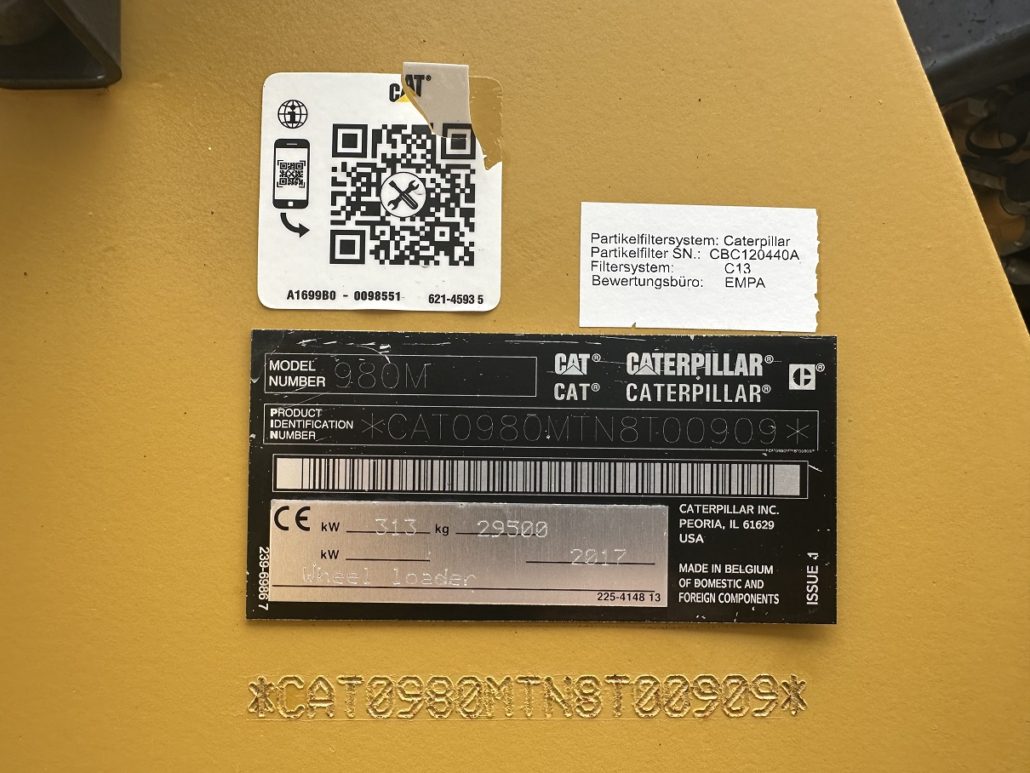 CAT®
A1699B0 - 0098551
621-4593 5
Partikelfiltersystem: Caterpillar
Partikelfilter SN.: CBC120440A
Filtersystem: C13
Bewertungsbüro: EMPA
MODEL
NUMBER 980M
CAT® CATERPILLAR®
CAT® CATERPILLAR®
PRODUCT
IDENTIFICATION
NUMBER *CAT0980MTN8T00909*
CE kW 313 kg 29500
kW 2017
Wheel loader
225-4148 13
239-6986 7
CATERPILLAR INC.
PEORIA, IL 61629
USA
MADE IN BELGIUM
OF DOMESTIC AND
FOREIGN COMPONENTS
ISSUE 1
*CAT0980MTN8T00909*